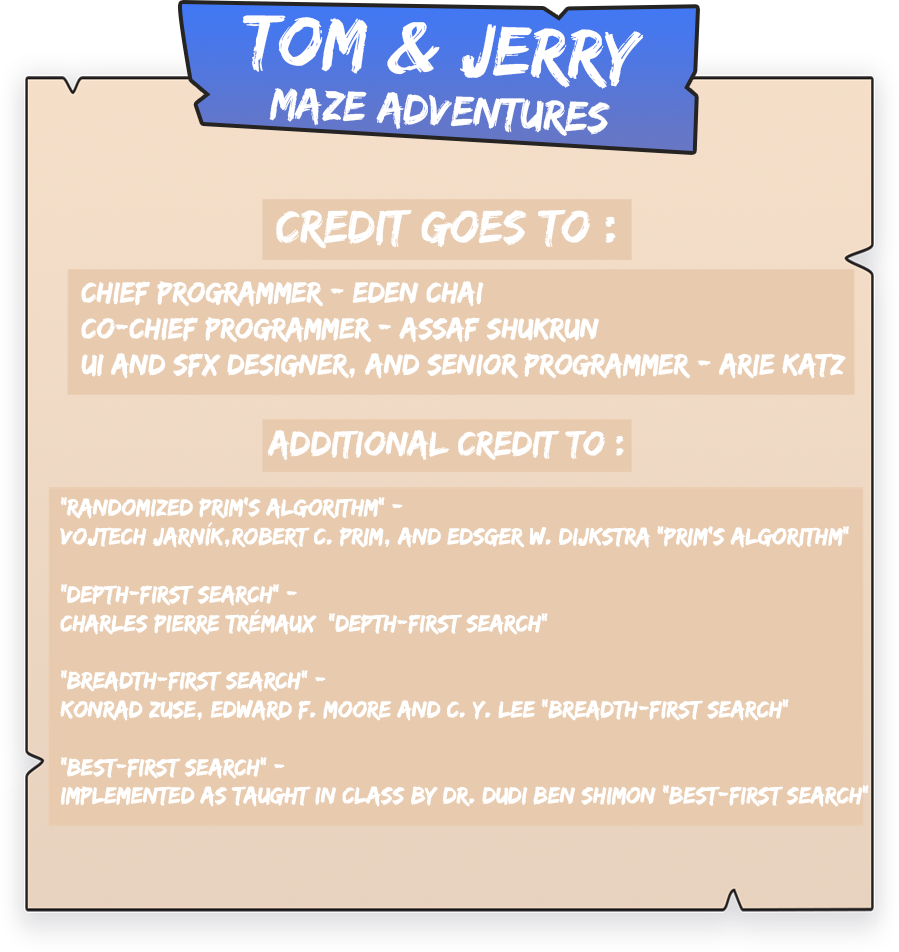 TOM & JERRY
MAZE ADVENTURES
CREDIT GOES TO :
CHIEF PROGRAMMER - EDEN CHAI
CO-CHIEF PROGRAMMER - ASSAF SHUKRUN
UI AND SFX DESIGNER, AND SENIOR PROGRAMMER - ARIE KATZ
ADDITIONAL CREDIT TO :
"RANDOMIZED PRIM'S ALGORITHM" -
VOJTECH JARNÍK,ROBERT C. PRIM, AND EDSGER W. DIJKSTRA "PRIM'S ALGORITHM"
"DEPTH-FIRST SEARCH" -
CHARLES PIERRE TRÉMAUX "DEPTH-FIRST SEARCH"
"BREADTH-FIRST SEARCH" -
KONRAD ZUSE, EDWARD F. MOORE AND C. Y. LEE "BREADTH-FIRST SEARCH"
"BEST-FIRST SEARCH" -
IMPLEMENTED AS TAUGHT IN CLASS BY DR. DUDI BEN SHIMON "BEST-FIRST SEARCH"